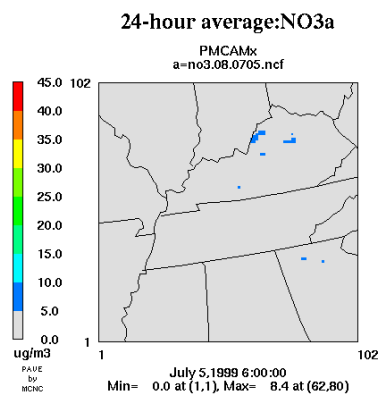 24-hour average:NO3a
PMCAMx
a=no3.08.0705.ncf
102
45.0
40.0
35.0
30.0
25.0
20.0
15.0
10.0
5.0
0.0
ug/m3
1
1
102
PAVE
by
MCNC
July 5,1999 6:00:00
Min= 0.0 at (1,1), Max= 8.4 at (62,80)